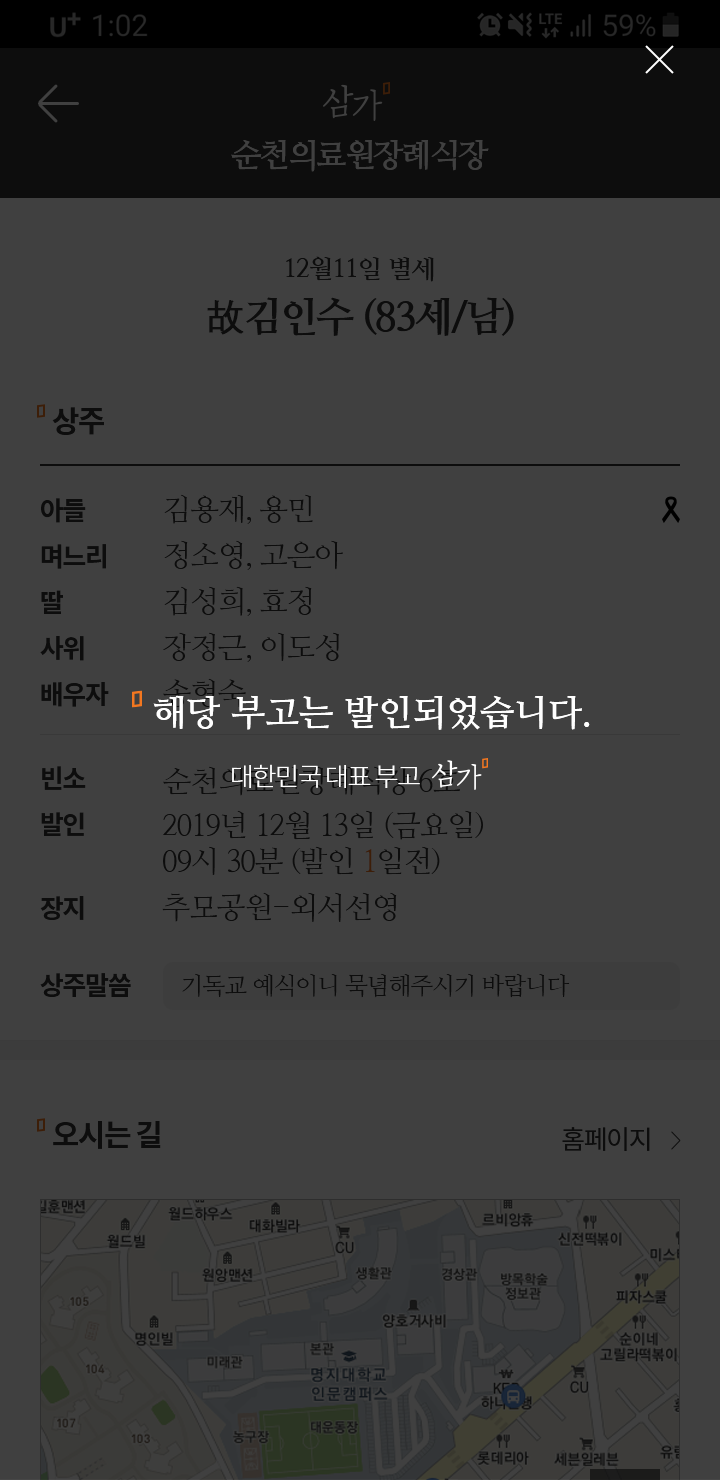 U+ 1:02 LTE 59%
삼가
순천의료원장례식장
12월11일 별세
故김인수 (83세/남)
상주
아들 김용재, 용민
며느리 정소영, 고은아
딸 김성희, 효정
사위 장정근, 이도성
배우자
해당 부고는 발인되었습니다.
대한민국 대표 부고 삼가
빈소
발인 2019년 12월 13일 (금요일)
09시 30분 (발인 1일전)
장지 추모공원-외서선영
상주말씀 기독교 예식이니 묵념해주시기 바랍니다
오시는 길 홈페이지
월드하우스
대화빌라
르비앙휴
월드빌
CU
신전떡볶이
원앙맨션
생활관
경상관
방목학술
정보관
105
피자스쿨
양호거사비
명인빌
순이네
고릴라떡볶이
미래관
본관
104
명지대학교
인문캠퍼스
CU
107
103
농구장
대운동장
롯데리아
세븐일레븐